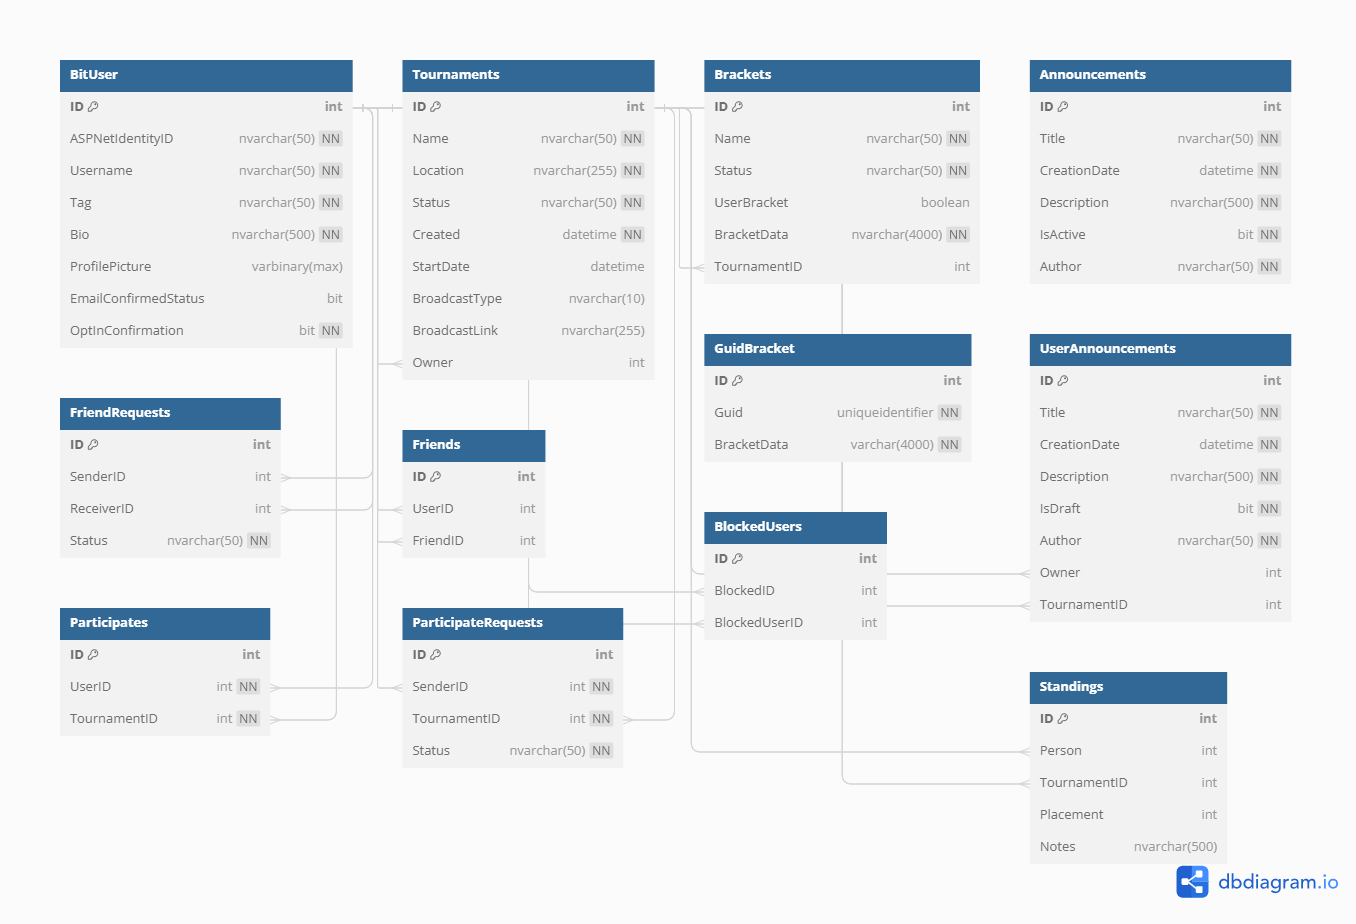 BitUser
ID int
ASPNetIdentityID nvarchar(50) NN
Username nvarchar(50) NN
Tag nvarchar(50) NN
Bio nvarchar(500) NN
ProfilePicture varbinary(max)
EmailConfirmedStatus bit
OptInConfirmation bit NN
Tournaments
ID int
Name nvarchar(50) NN
Location nvarchar(255) NN
Status nvarchar(50) NN
Created datetime NN
StartDate datetime
BroadcastType nvarchar(10)
BroadcastLink nvarchar(255)
Owner int
Brackets
ID int
Name nvarchar(50) NN
Status nvarchar(50) NN
UserBracket boolean
BracketData nvarchar(4000) NN
TournamentID int
Announcements
ID int
Title nvarchar(50) NN
CreationDate datetime NN
Description nvarchar(500) NN
IsActive bit NN
Author nvarchar(50) NN
GuidBracket
ID int
Guid uniqueidentifier NN
BracketData varchar(4000) NN
UserAnnouncements
ID int
Title nvarchar(50) NN
CreationDate datetime NN
Description nvarchar(500) NN
IsDraft bit NN
Author nvarchar(50) NN
Owner int
TournamentID int
FriendRequests
ID int
SenderID int
ReceiverID int
Status nvarchar(50) NN
Friends
ID int
UserID int
FriendID int
BlockedUsers
ID int
BlockedID int
BlockedUserID int
Participates
ID int
UserID int NN
TournamentID int NN
ParticipateRequests
ID int
SenderID int NN
TournamentID int NN
Status nvarchar(50) NN
Standings
ID int
Person int
TournamentID int
Placement int
Notes nvarchar(500)
dbdiagram.io